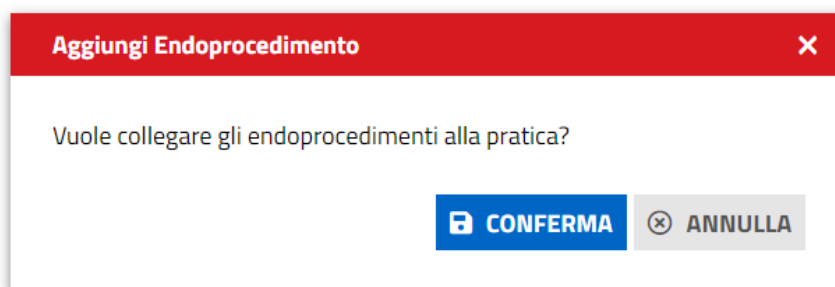 Aggiungi Endoprocedimento
Vuole collegare gli endoprocedimenti alla pratica?
CONFERMA ANNULLA